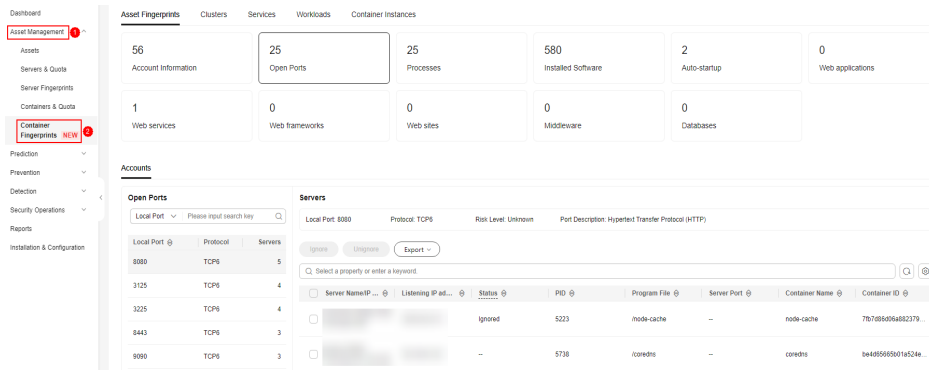 Dashboard
Asset Management 1
Assets
Servers & Quota
Server Fingerprints
Containers & Quota
Container
Fingerprints NEW 2
Prediction
Prevention
Detection
Security Operations
Reports
Installation & Configuration
Asset Fingerprints Clusters Services Workloads Container Instances
56 25 25 580 2 0
Account Information Open Ports Processes Installed Software Auto-startup Web applications
1 0 0 0 0
Web services Web frameworks Web sites Middleware Databases
Accounts
Open Ports
Local Port Please input search key
Local Port Protocol Servers
8080 TCP6 5
3125 TCP6 4
3225 TCP6 4
8443 TCP6 3
9090 TCP6 3
Servers
Local Port: 8080 Protocol: TCP6 Risk Level: Unknown Port Description: Hypertext Transfer Protocol (HTTP)
Ignore Unignore Export
Select a property or enter a keyword.
Server Name/IP ... Listening IP ad... Status PID Program File Server Port Container Name Container ID
Ignored 5223 /node-cache -- node-cache 7fb7d86d06a882379...
-- 5738 /coredns -- coredns be4d65665b01a524e...